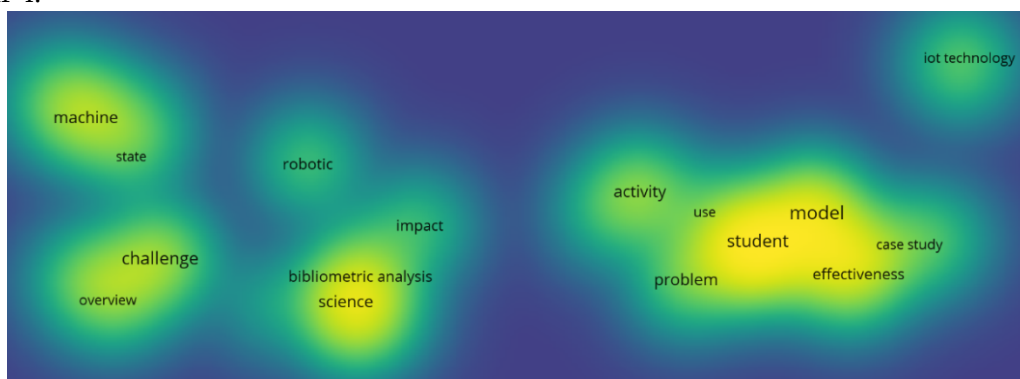 iot technology
machine
state
robotic
activity
use
model
impact
student
case study
challenge
bibliometric analysis
problem
effectiveness
overview
science